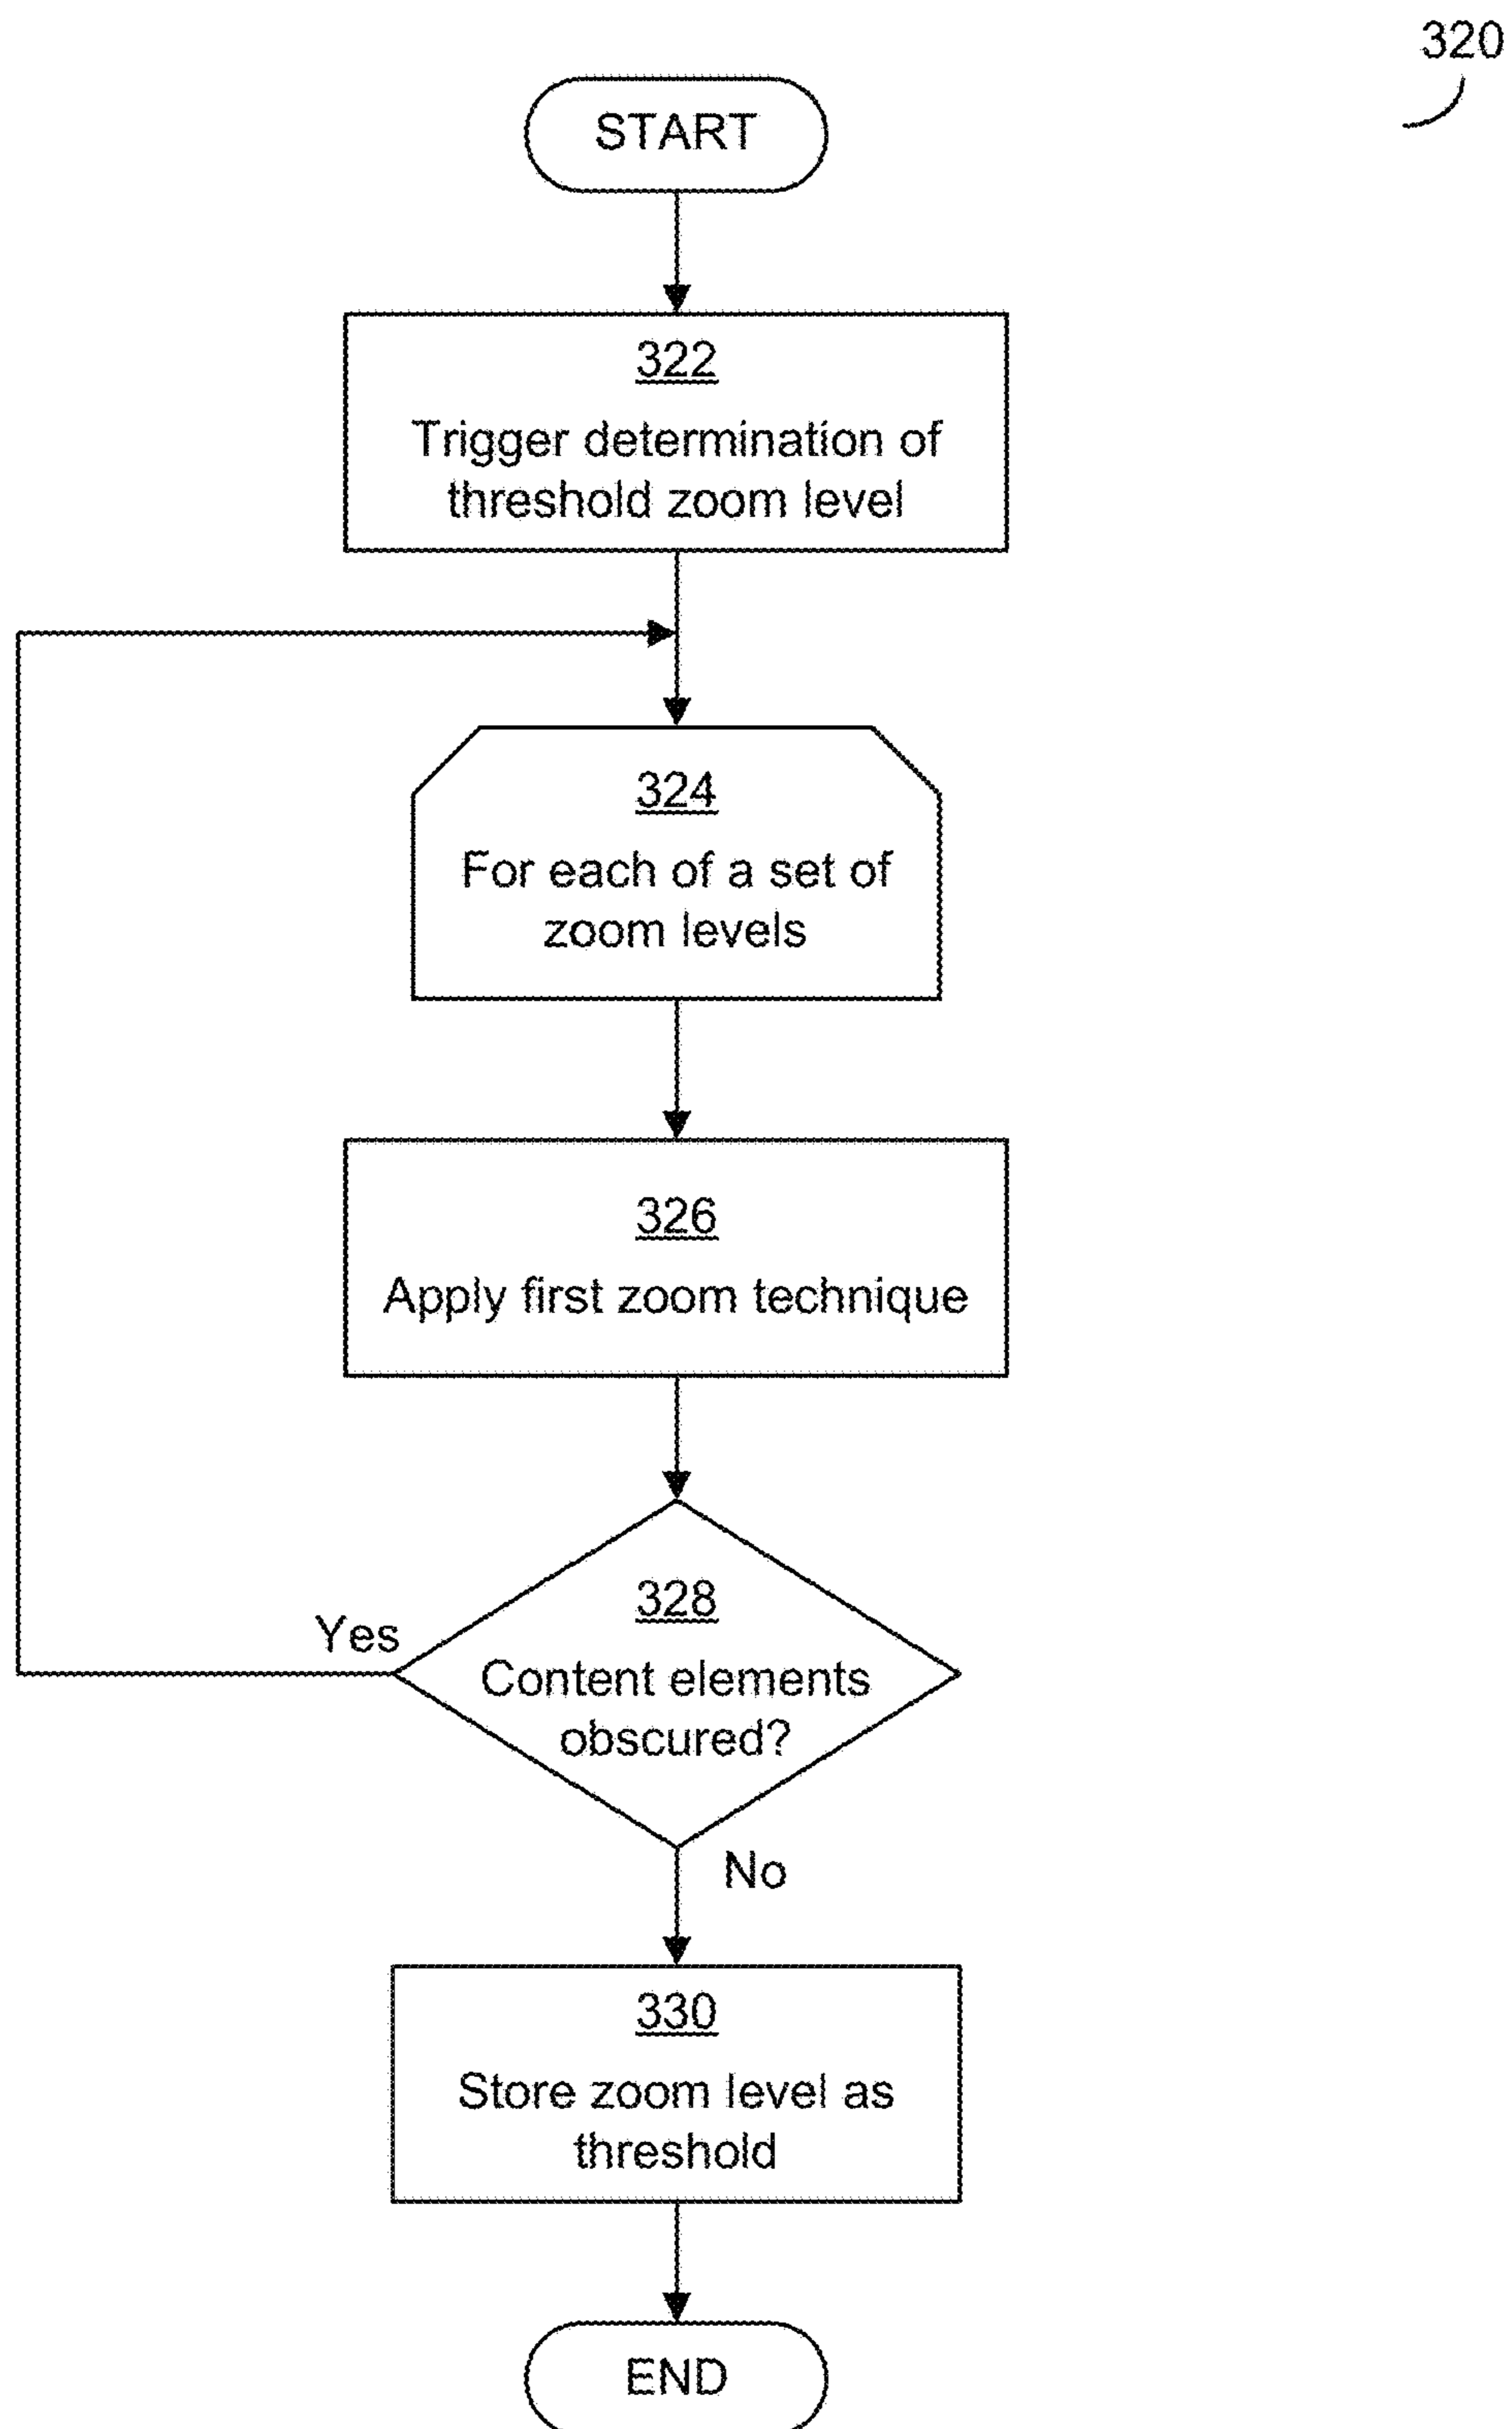 320
START
322
Trigger determination of
threshold zoom level
324
For each of a set of
zoom levels
326
Apply first zoom technique
328
Yes
Content elements
obscured?
No
330
Store zoom level as
threshold
END